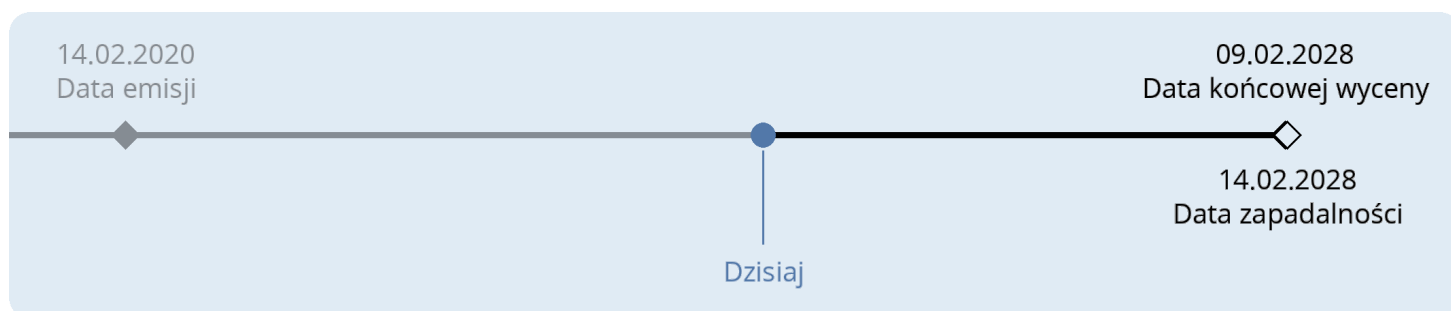 14.02.2020
Data emisji
09.02.2028
Data końcowej wyceny
14.02.2028
Data zapadalności
Dzisiaj